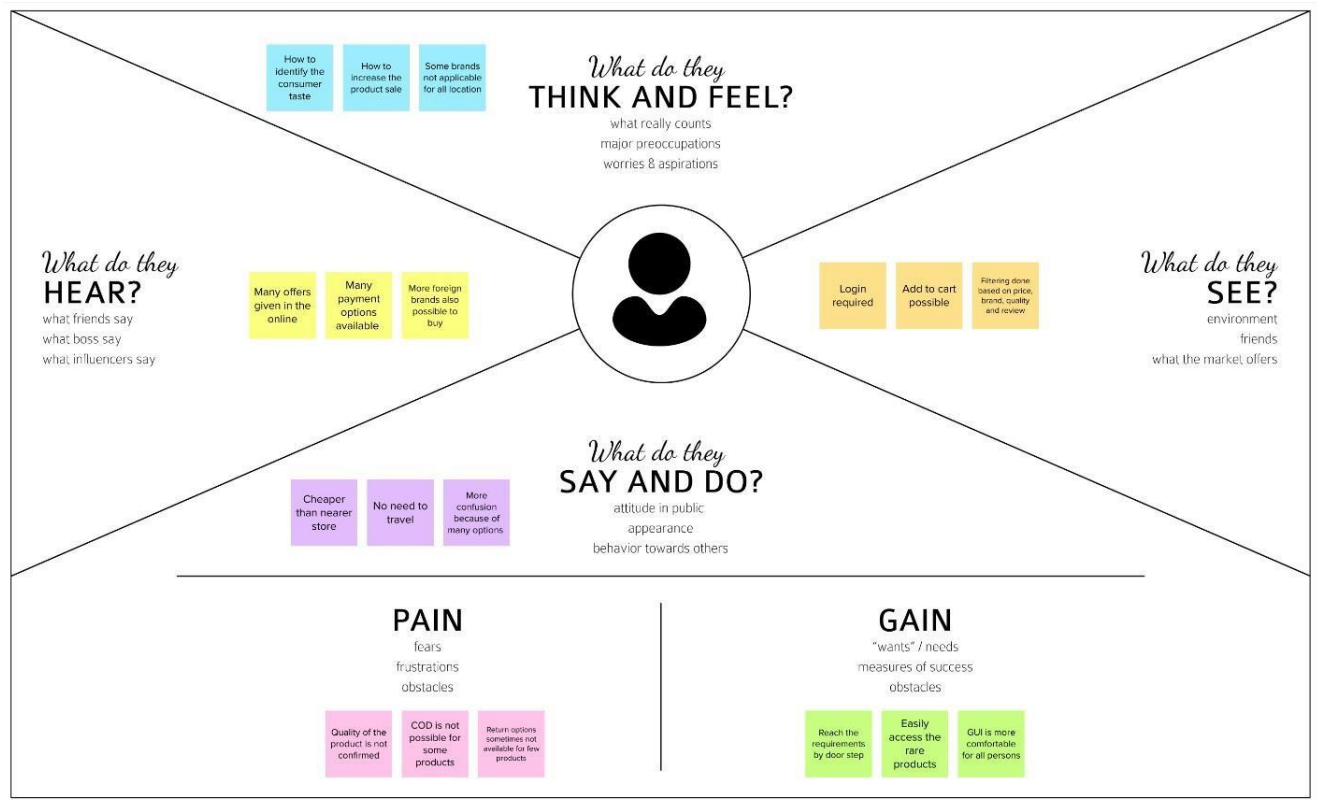 How to
identify the
consumer
taste
How to
increase the
product sale
Some brands
not applicable
for all location
What do they
THINK AND FEEL?
what really counts
major preoccupations
worries & aspirations
What do they
HEAR?
what friends say
what boss say
what influencers say
Many offers
given in the
online
Many
payment
options
available
More foreign
brands also
possible to
buy
Login
required
Add to cart
possible
Filtering done
based on price,
brand, quality
and review
What do they
SEE?
environment
friends
what the market offers
What do they
SAY AND DO?
attitude in public
appearance
behavior towards others
Cheaper
than nearer
store
No need to
travel
More
confusion
because of
many options
PAIN
fears
frustrations
obstacles
Quality of the
product is not
confirmed
COD is not
possible for
some
products
Return options
sometimes not
available for few
products
GAIN
“wants” / needs
measures of success
obstacles
Reach the
requirements
by door step
Easily
access the
rare
products
GUI is more
comfortable
for all persons